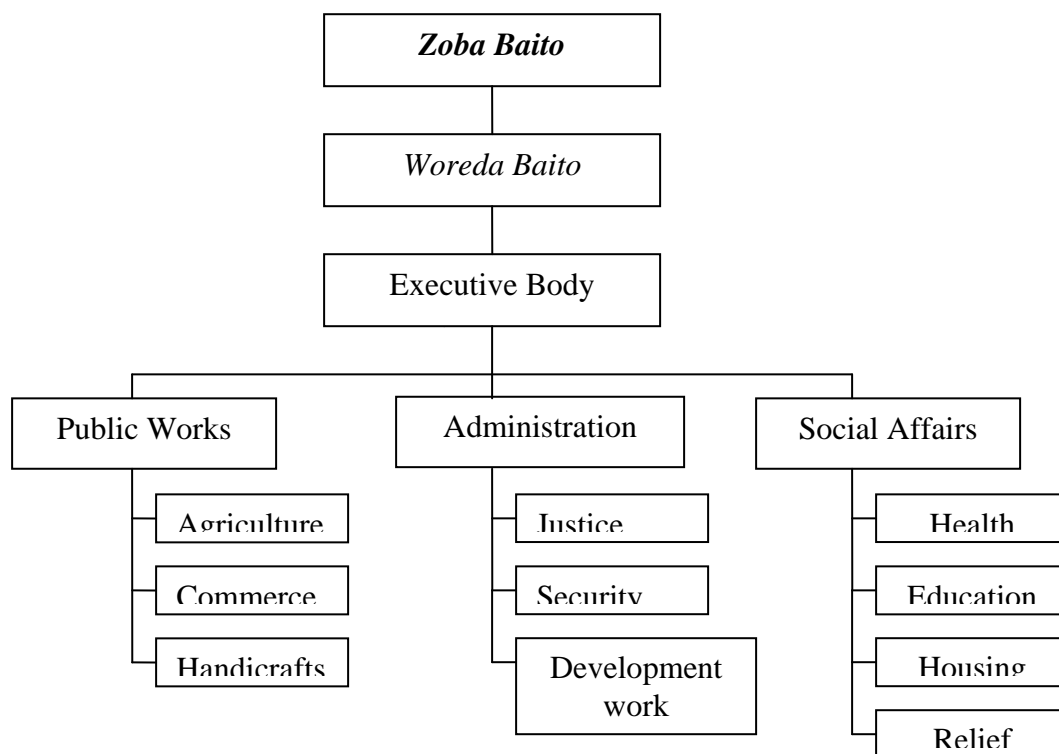 Zoba Baito
Woreda Baito
Executive Body
Public Works
Administration
Social Affairs
Agriculture
Commerce
Handicrafts
Justice
Security
Development
work
Health
Education
Housing
Relief